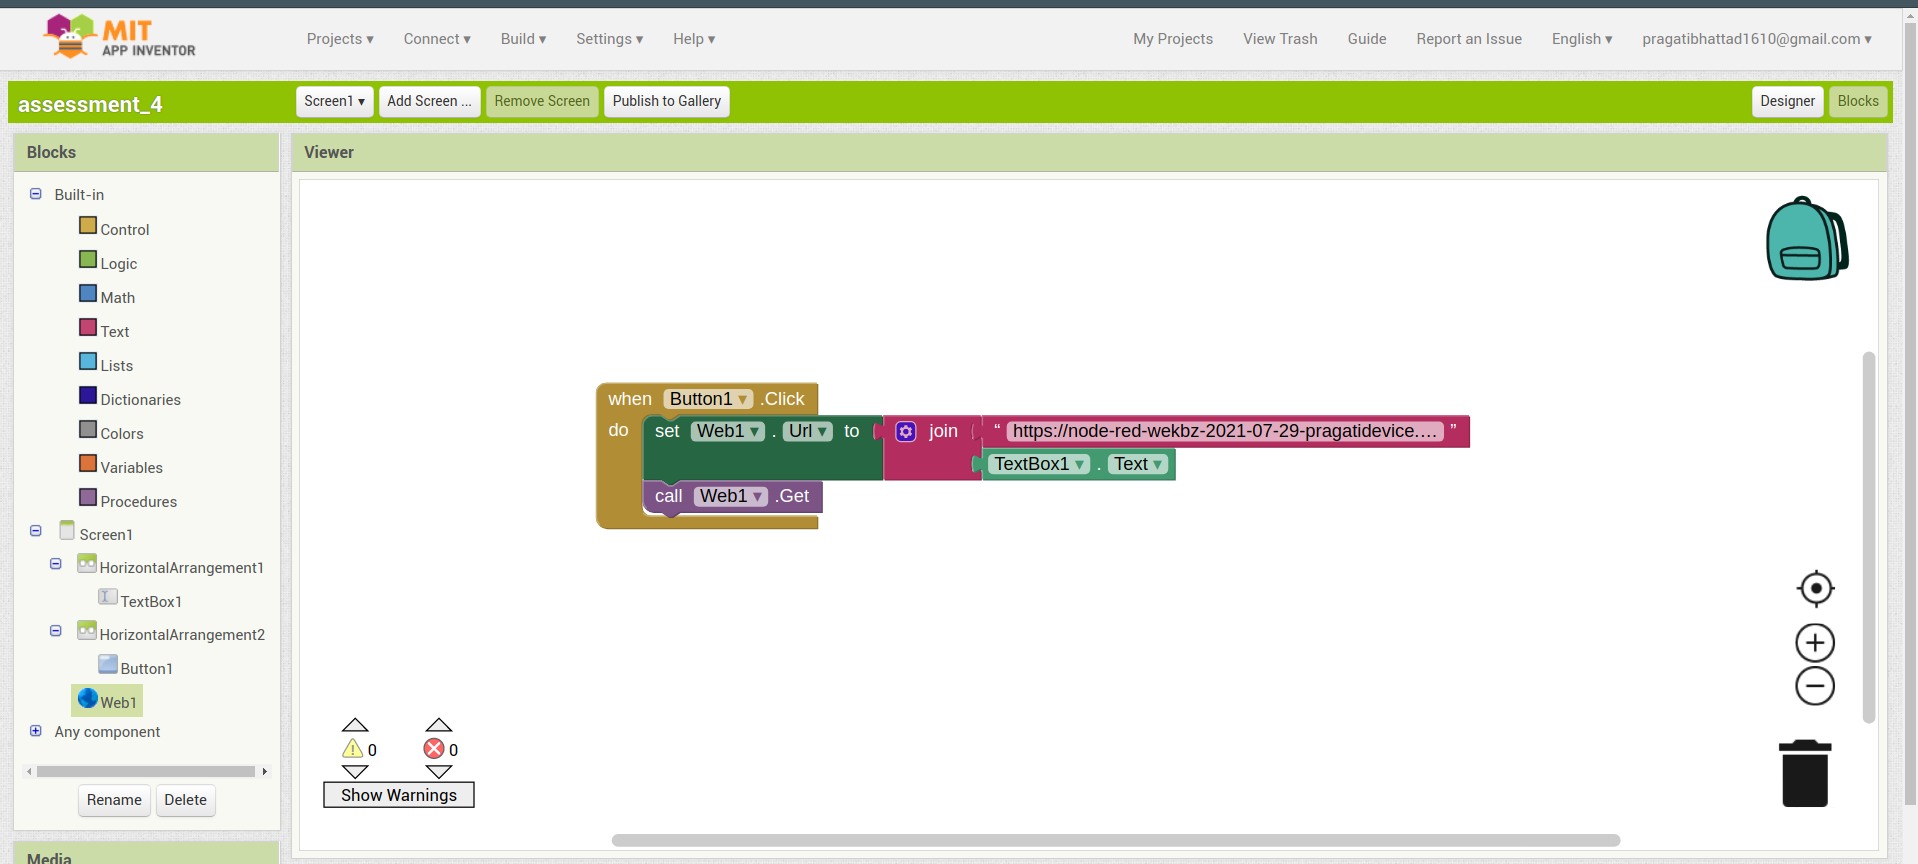 MIT
APP INVENTOR
Projects ▾ Connect ▾ Build ▾ Settings ▾ Help ▾ My Projects View Trash Guide Report an Issue English ▾ pragatibhattad1610@gmail.com ▾
assessment_4 Screen1 ▾ Add Screen ... Remove Screen Publish to Gallery Designer Blocks
Blocks
Viewer
Built-in
Control
Logic
Math
Text
Lists
Dictionaries
Colors
Variables
Procedures
Screen1
HorizontalArrangement1
TextBox1
HorizontalArrangement2
Button1
Web1
Any component
Rename Delete
Media
when Button1 ▾ .Click
do set Web1 ▾ . Url ▾ to join “ https://node-red-wekbz-2021-07-29-pragatidevice.... ”
TextBox1 ▾ . Text ▾
call Web1 ▾ .Get
0 0
Show Warnings